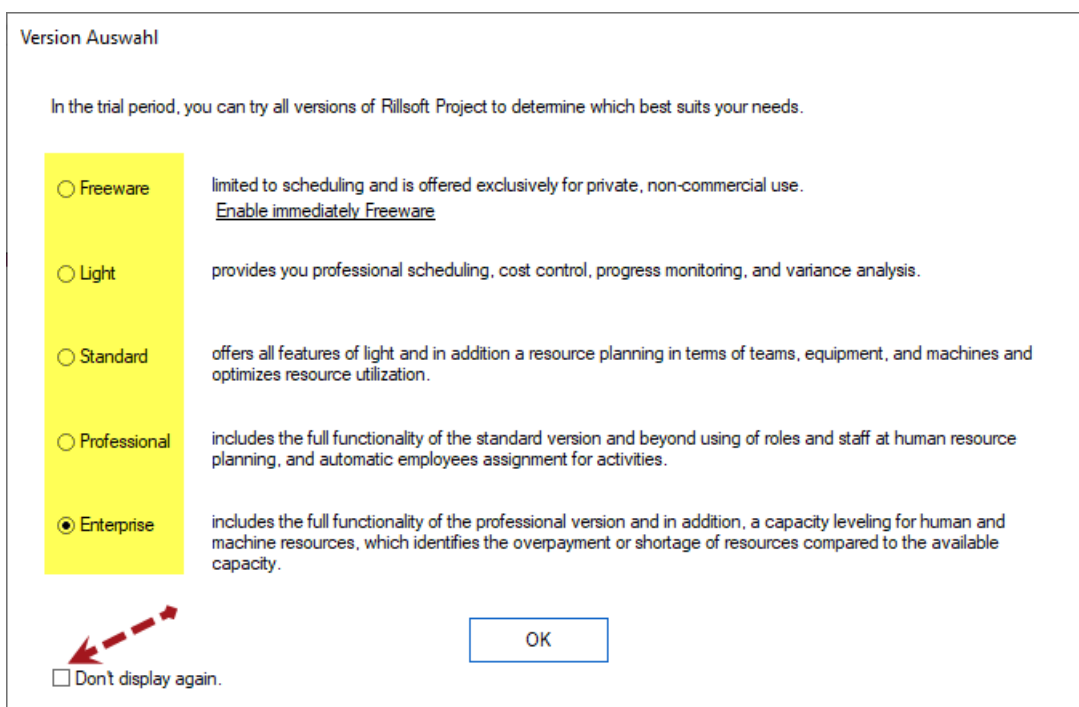 Version Auswahl
In the trial period, you can try all versions of Rillsoft Project to determine which best suits your needs.
Freeware
limited to scheduling and is offered exclusively for private, non-commercial use.
Enable immediately Freeware
Light
provides you professional scheduling, cost control, progress monitoring, and variance analysis.
Standard
offers all features of light and in addition a resource planning in terms of teams, equipment, and machines and
optimizes resource utilization.
Professional
includes the full functionality of the standard version and beyond using of roles and staff at human resource
planning, and automatic employees assignment for activities.
Enterprise
includes the full functionality of the professional version and in addition, a capacity leveling for human and
machine resources, which identifies the overpayment or shortage of resources compared to the available
capacity.
OK
Don't display again.